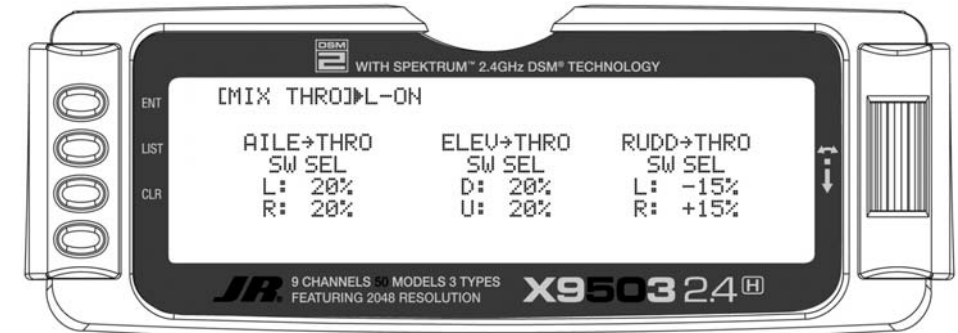 DSM
2
WITH SPEKTRUM™ 2.4GHz DSM® TECHNOLOGY
ENT
LIST
CLR
[MIX THRO]▶L-ON
AILE→THRO ELEV→THRO RUDD→THRO
SW SEL SW SEL SW SEL
L: 20% D: 20% L: -15%
R: 20% U: 20% R: +15%
JR. 9 CHANNELS 50 MODELS 3 TYPES
FEATURING 2048 RESOLUTION
X9503 2.4 H